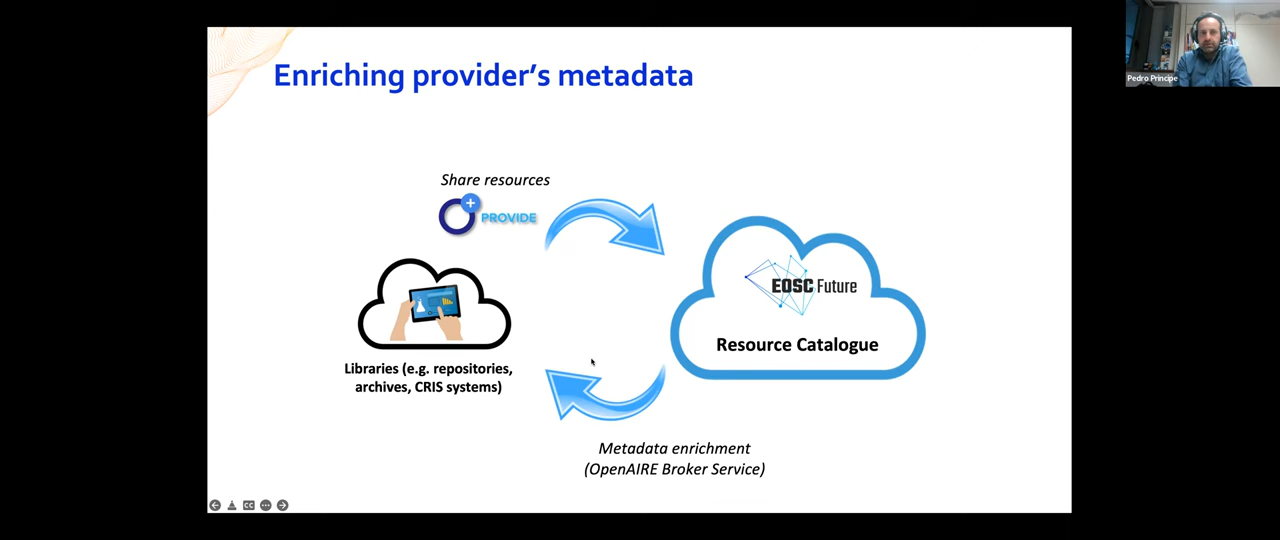 Enriching provider's metadata
Pedro Principe
Share resources
PROVIDE
EOSC Future
Resource Catalogue
Libraries (e.g. repositories,
archives, CRIS systems)
Metadata enrichment
(OpenAIRE Broker Service)
CC